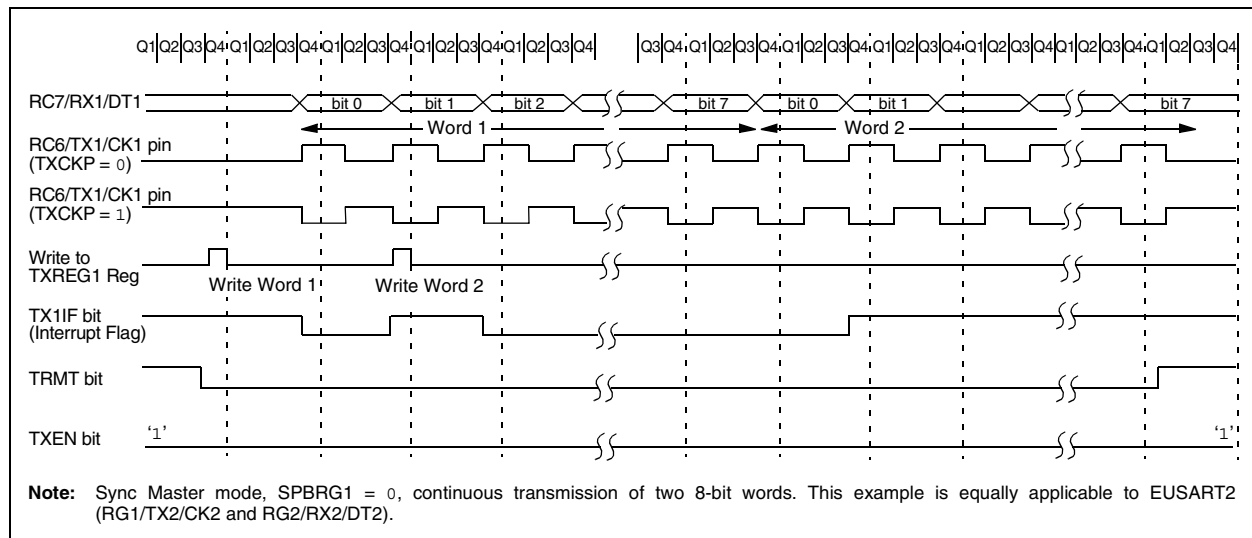 Q1|Q2|Q3|Q4|Q1|Q2|Q3|Q4|Q1|Q2|Q3|Q4|Q1|Q2|Q3|Q4|Q1|Q2|Q3|Q4 Q3|Q4|Q1|Q2|Q3|Q4|Q1|Q2|Q3|Q4|Q1|Q2|Q3|Q4|Q1|Q2|Q3|Q4|Q1|Q2|Q3|Q4|Q1|Q2|Q3|Q4
RC7/RX1/DT1 bit 0 bit 1 bit 2 bit 7 bit 0 bit 1 bit 7
Word 1 Word 2
RC6/TX1/CK1 pin
(TXCKP = 0)
RC6/TX1/CK1 pin
(TXCKP = 1)
Write to
TXREG1 Reg
Write Word 1 Write Word 2
TX1IF bit
(Interrupt Flag)
TRMT bit
TXEN bit '1' '1'
Note: Sync Master mode, SPBRG1 = 0, continuous transmission of two 8-bit words. This example is equally applicable to EUSART2
(RG1/TX2/CK2 and RG2/RX2/DT2).